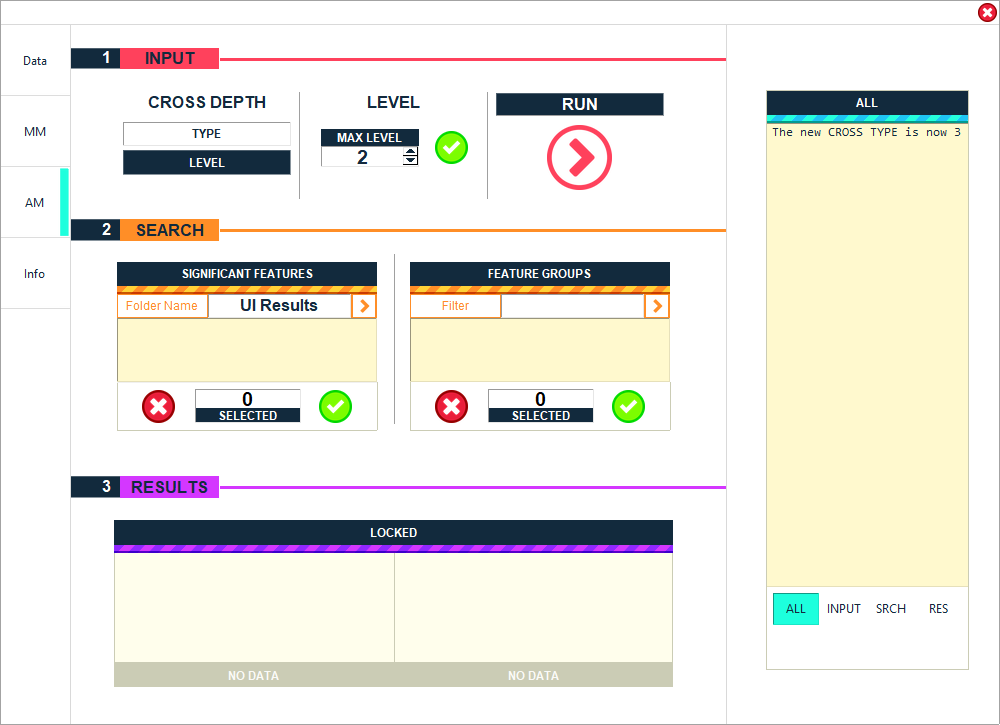 Data
MM
AM
Info
1 INPUT
CROSS DEPTH
TYPE
LEVEL
LEVEL
MAX LEVEL
2
RUN
2 SEARCH
SIGNIFICANT FEATURES
Folder Name UI Results
0
SELECTED
FEATURE GROUPS
Filter
0
SELECTED
3 RESULTS
LOCKED
NO DATA NO DATA
ALL
The new CROSS TYPE is now 3
ALL INPUT SRCH RES